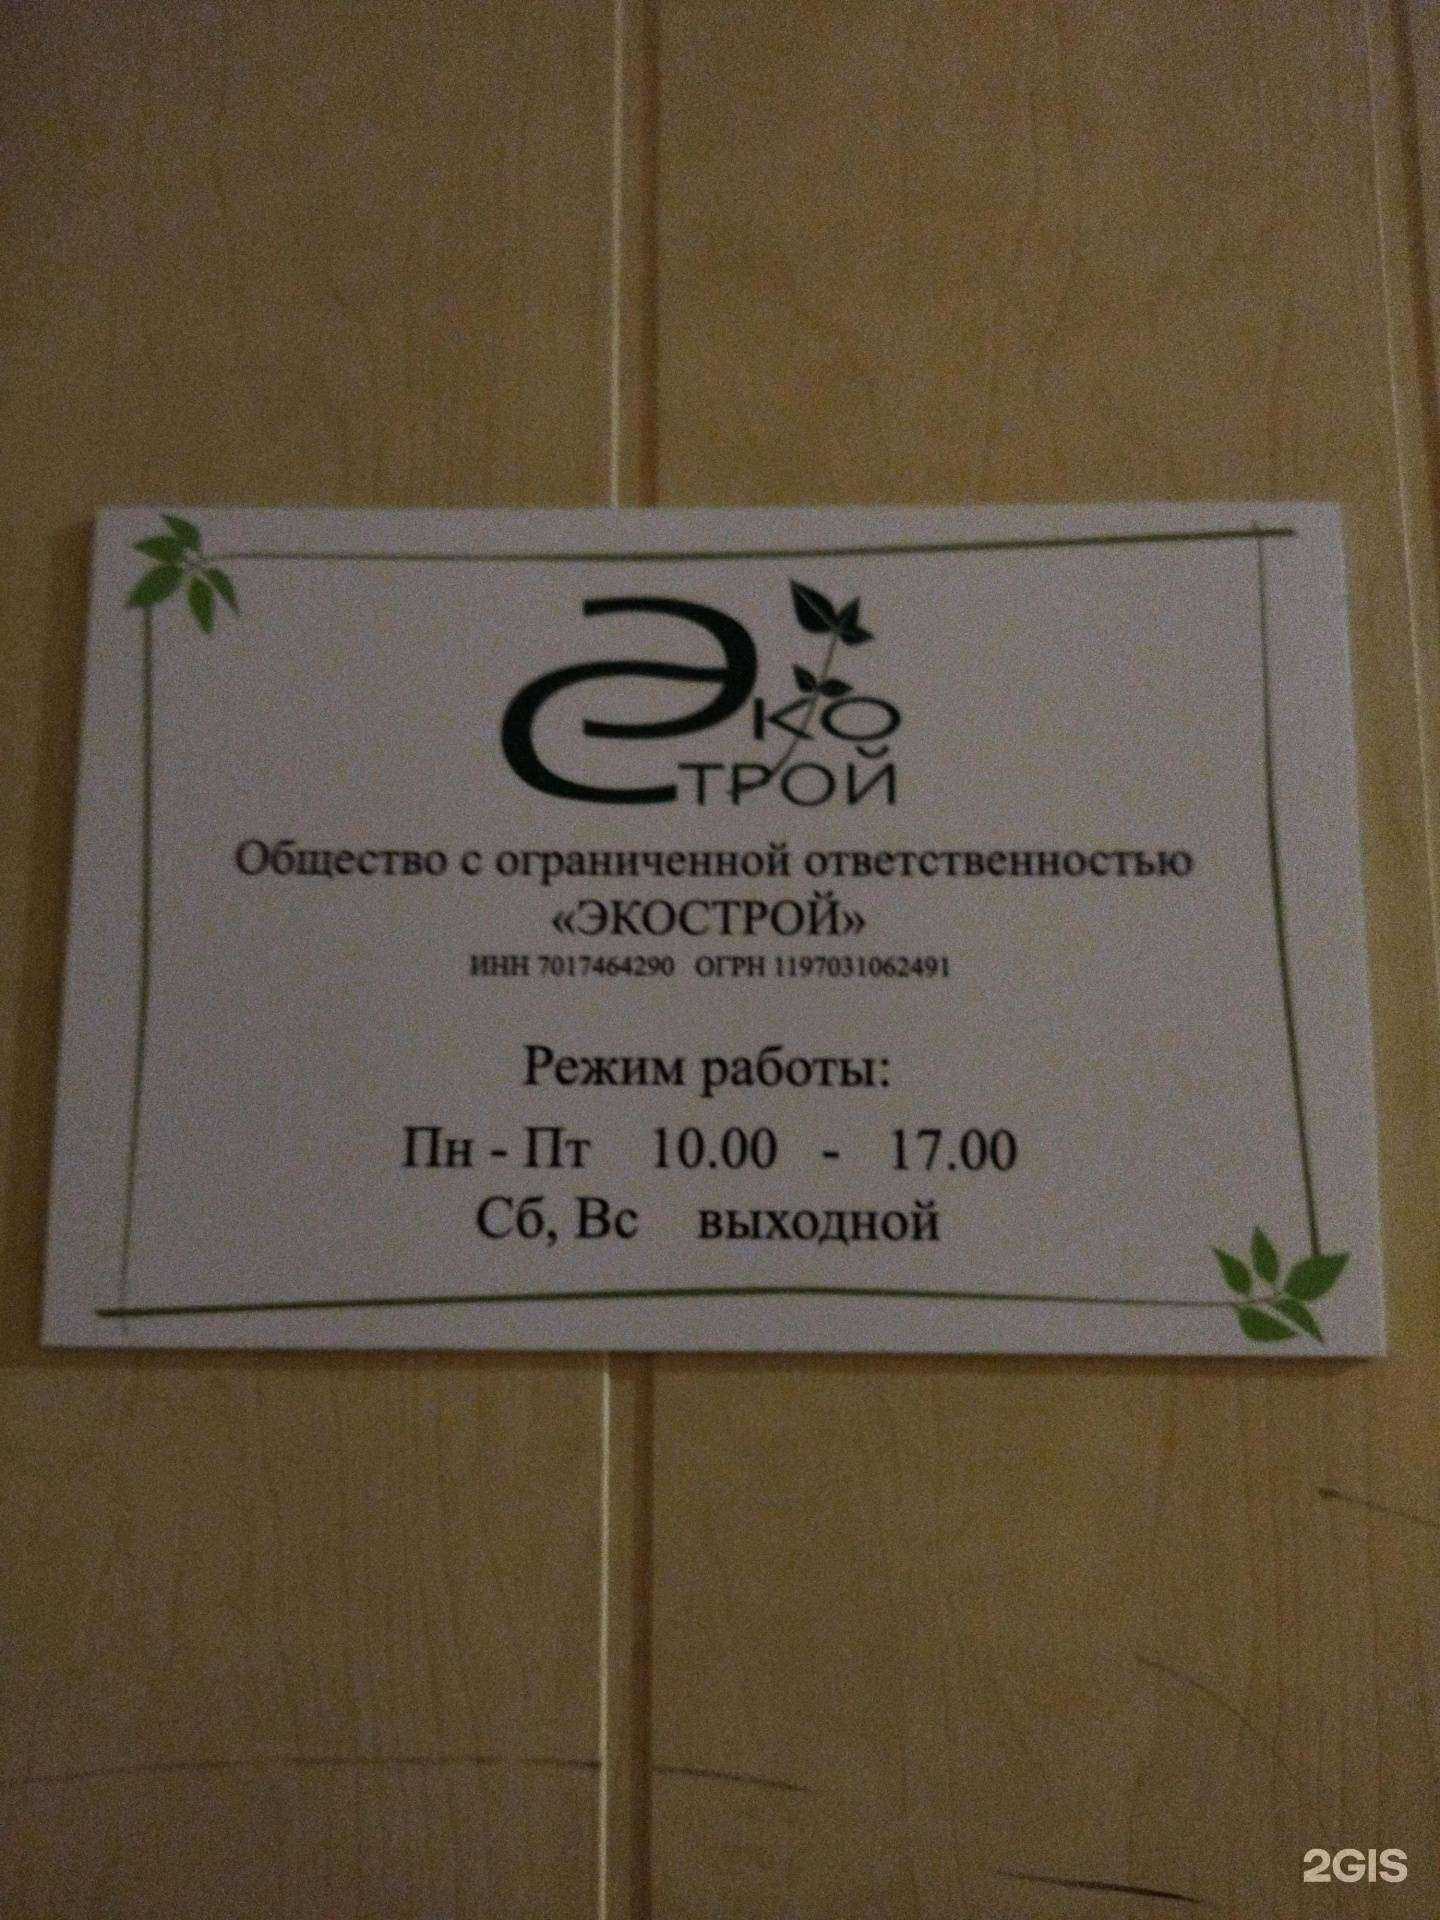 Эко
Строй
Общество с ограниченной ответственностью
«ЭКОСТРОЙ»
ИНН 7017464290 ОГРН 1197031062491
Режим работы:
Пн - Пт 10.00 - 17.00
Сб, Вс выходной
2GIS